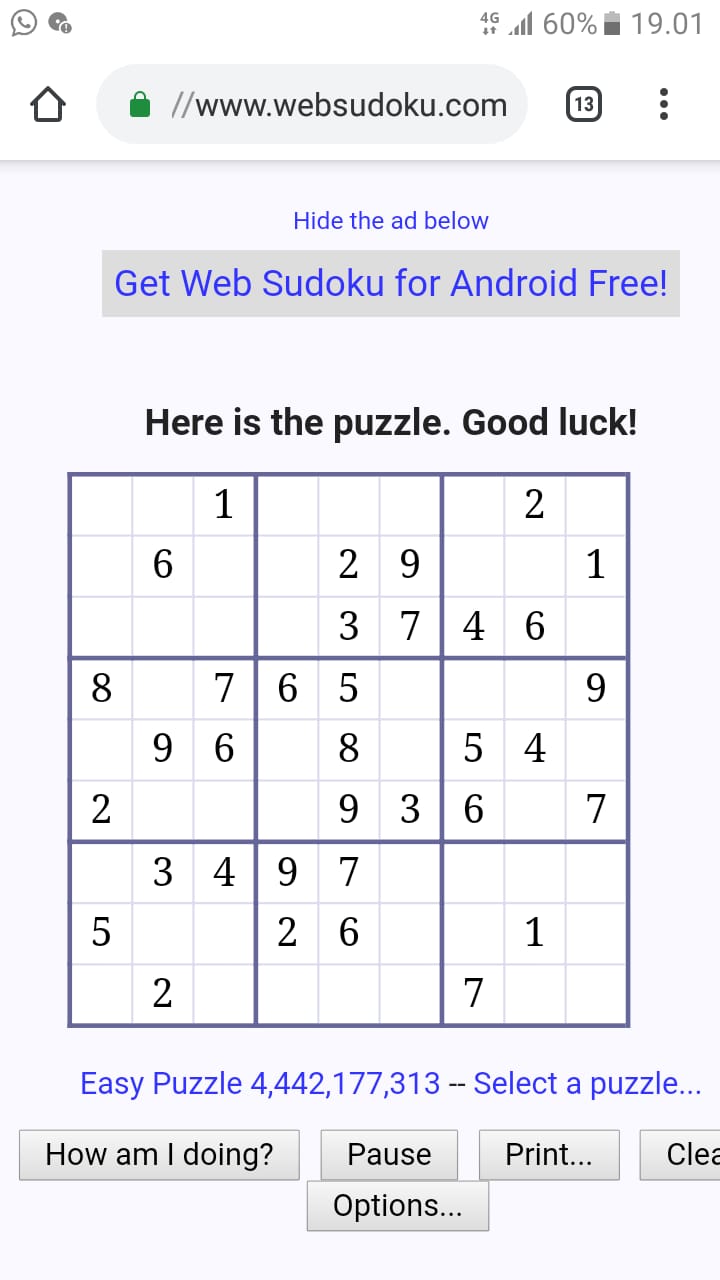 4G 60% 19.01
//www.websudoku.com 13
Hide the ad below
Get Web Sudoku for Android Free!
Here is the puzzle. Good luck!
1 2
6 2 9 1
3 7 4 6
8 7 6 5 9
9 6 8 5 4
2 9 3 6 7
3 4 9 7
5 2 6 1
2 7
Easy Puzzle 4,442,177,313 -- Select a puzzle...
How am I doing? Pause Print... Clea
Options...